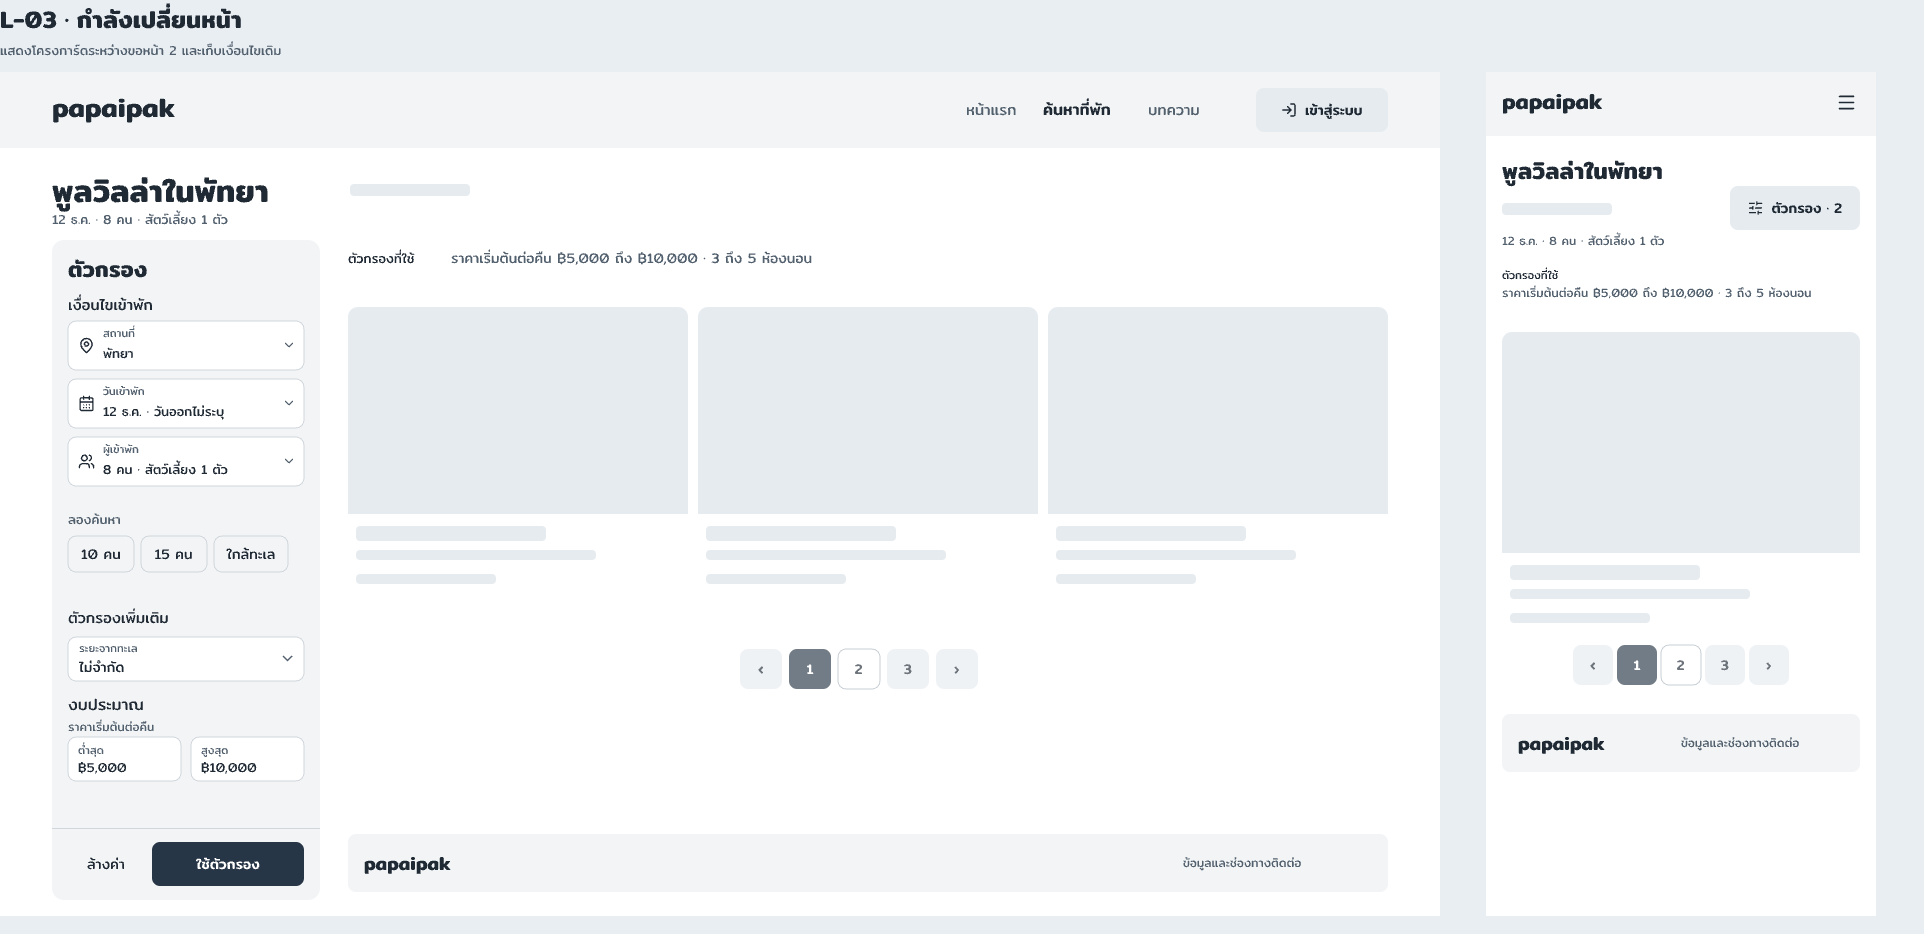 L-03 · กำลังเปลี่ยนหน้า
แสดงโครงการ์ดระหว่างขอหน้า 2 และเก็บเงื่อนไขเดิม
papaipak
หน้าแรก
ค้นหาที่พัก
บทความ
เข้าสู่ระบบ
พูลวิลล่าในพัทยา
12 ธ.ค. · 8 คน · สัตว์เลี้ยง 1 ตัว
ตัวกรอง
เงื่อนไขเข้าพัก
สถานที่
พัทยา
วันเข้าพัก
12 ธ.ค. · วันออกไม่ระบุ
ผู้เข้าพัก
8 คน · สัตว์เลี้ยง 1 ตัว
ลองค้นหา
10 คน
15 คน
ใกล้ทะเล
ตัวกรองเพิ่มเติม
ระยะจากทะเล
ไม่จำกัด
งบประมาณ
ราคาเริ่มต้นต่อคืน
ต่ำสุด
฿5,000
สูงสุด
฿10,000
ล้างค่า
ใช้ตัวกรอง
ตัวกรองที่ใช้ ราคาเริ่มต้นต่อคืน ฿5,000 ถึง ฿10,000 · 3 ถึง 5 ห้องนอน
‹ 1 2 3 ›
papaipak
ข้อมูลและช่องทางติดต่อ
papaipak
พูลวิลล่าในพัทยา
ตัวกรอง · 2
12 ธ.ค. · 8 คน · สัตว์เลี้ยง 1 ตัว
ตัวกรองที่ใช้
ราคาเริ่มต้นต่อคืน ฿5,000 ถึง ฿10,000 · 3 ถึง 5 ห้องนอน
‹ 1 2 3 ›
papaipak
ข้อมูลและช่องทางติดต่อ